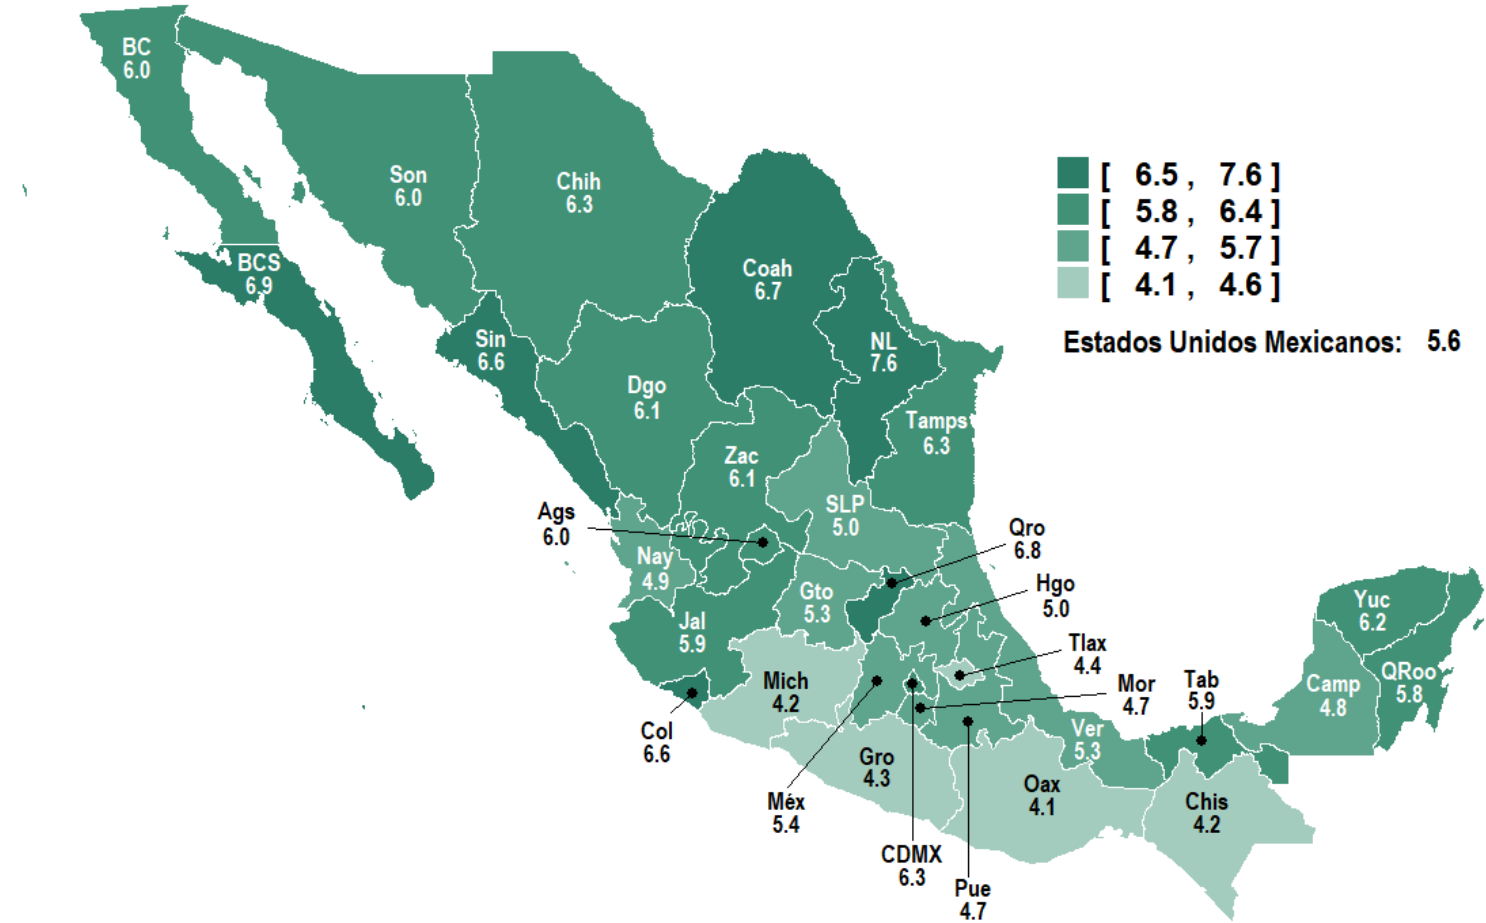 BC
6.0
Son
6.0
Chih
6.3
[ 6.5 , 7.6 ]
[ 5.8 , 6.4 ]
[ 4.7 , 5.7 ]
[ 4.1 , 4.6 ]
Estados Unidos Mexicanos: 5.6
BCS
6.9
Coah
6.7
Sin
6.6
NL
7.6
Dgo
6.1
Tamps
6.3
Zac
6.1
SLP
5.0
Ags
6.0
Qro
6.8
Nay
4.9
Gto
5.3
Hgo
5.0
Yuc
6.2
Jal
5.9
Tlax
4.4
Mich
4.2
Mor
4.7
Tab
5.9
Camp
4.8
QRoo
5.8
Col
6.6
Ver
5.3
Gro
4.3
Oax
4.1
Chis
4.2
Méx
5.4
CDMX
6.3
Pue
4.7